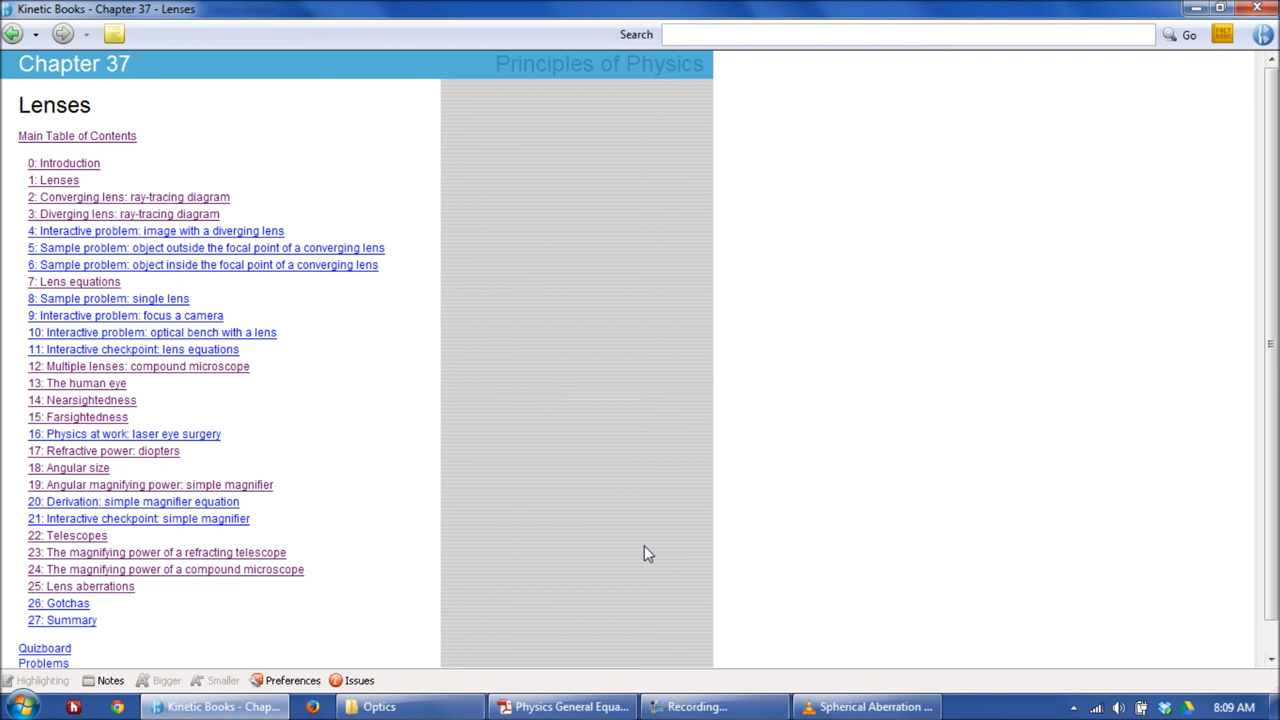 Kinetic Books - Chapter 37 - Lenses
Search
Go
FACT BOOK
Chapter 37
Principles of Physics
Lenses
Main Table of Contents
0: Introduction
1: Lenses
2: Converging lens: ray-tracing diagram
3: Diverging lens: ray-tracing diagram
4: Interactive problem: image with a diverging lens
5: Sample problem: object outside the focal point of a converging lens
6: Sample problem: object inside the focal point of a converging lens
7: Lens equations
8: Sample problem: single lens
9: Interactive problem: focus a camera
10: Interactive problem: optical bench with a lens
11: Interactive checkpoint: lens equations
12: Multiple lenses: compound microscope
13: The human eye
14: Nearsightedness
15: Farsightedness
16: Physics at work: laser eye surgery
17: Refractive power: diopters
18: Angular size
19: Angular magnifying power: simple magnifier
20: Derivation: simple magnifier equation
21: Interactive checkpoint: simple magnifier
22: Telescopes
23: The magnifying power of a refracting telescope
24: The magnifying power of a compound microscope
25: Lens aberrations
26: Gotchas
27: Summary
Quizboard
Problems
Highlighting
Notes
Bigger
Smaller
Preferences
Issues
Kinetic Books - Chap...
Optics
Physics General Equa...
Recording...
Spherical Aberration ...
8:09 AM